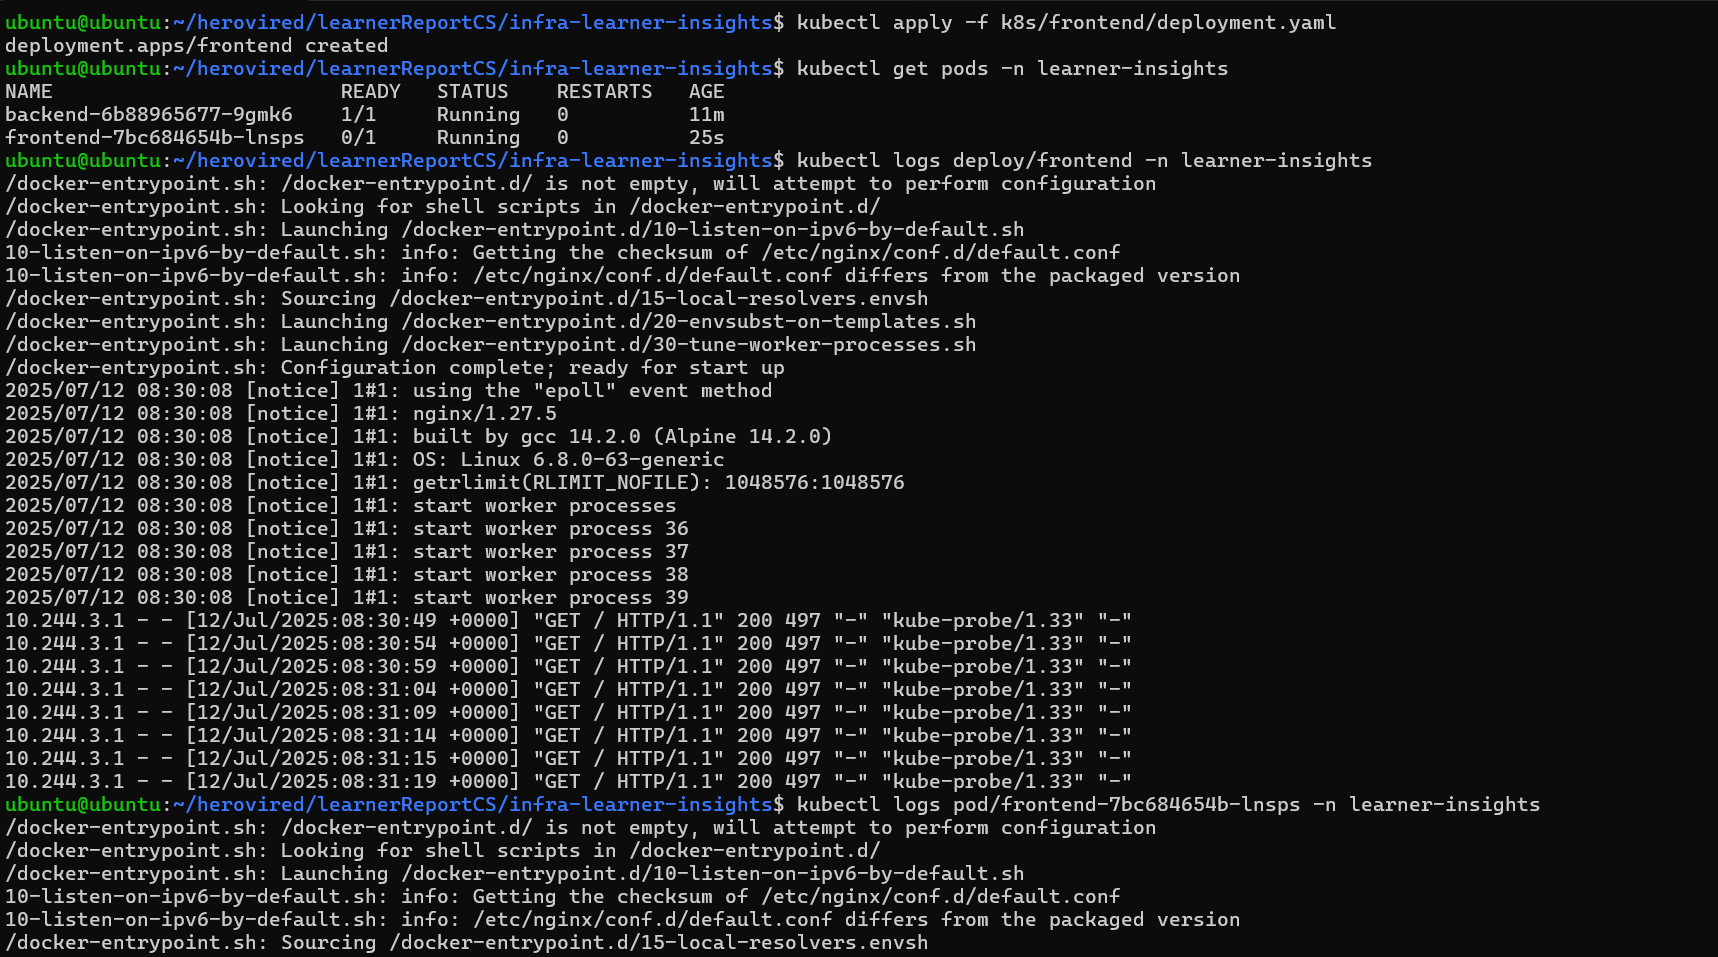 ubuntu@ubuntu:~/herovired/learnerReportCS/infra-learner-insights$ kubectl apply -f k8s/frontend/deployment.yaml
deployment.apps/frontend created
ubuntu@ubuntu:~/herovired/learnerReportCS/infra-learner-insights$ kubectl get pods -n learner-insights
NAME                        READY   STATUS    RESTARTS   AGE
backend-6b88965677-9gmk6    1/1     Running   0          11m
frontend-7bc684654b-lnsps   0/1     Running   0          25s
ubuntu@ubuntu:~/herovired/learnerReportCS/infra-learner-insights$ kubectl logs deploy/frontend -n learner-insights
/docker-entrypoint.sh: /docker-entrypoint.d/ is not empty, will attempt to perform configuration
/docker-entrypoint.sh: Looking for shell scripts in /docker-entrypoint.d/
/docker-entrypoint.sh: Launching /docker-entrypoint.d/10-listen-on-ipv6-by-default.sh
10-listen-on-ipv6-by-default.sh: info: Getting the checksum of /etc/nginx/conf.d/default.conf
10-listen-on-ipv6-by-default.sh: info: /etc/nginx/conf.d/default.conf differs from the packaged version
/docker-entrypoint.sh: Sourcing /docker-entrypoint.d/15-local-resolvers.envsh
/docker-entrypoint.sh: Launching /docker-entrypoint.d/20-envsubst-on-templates.sh
/docker-entrypoint.sh: Launching /docker-entrypoint.d/30-tune-worker-processes.sh
/docker-entrypoint.sh: Configuration complete; ready for start up
2025/07/12 08:30:08 [notice] 1#1: using the "epoll" event method
2025/07/12 08:30:08 [notice] 1#1: nginx/1.27.5
2025/07/12 08:30:08 [notice] 1#1: built by gcc 14.2.0 (Alpine 14.2.0)
2025/07/12 08:30:08 [notice] 1#1: OS: Linux 6.8.0-63-generic
2025/07/12 08:30:08 [notice] 1#1: getrlimit(RLIMIT_NOFILE): 1048576:1048576
2025/07/12 08:30:08 [notice] 1#1: start worker processes
2025/07/12 08:30:08 [notice] 1#1: start worker process 36
2025/07/12 08:30:08 [notice] 1#1: start worker process 37
2025/07/12 08:30:08 [notice] 1#1: start worker process 38
2025/07/12 08:30:08 [notice] 1#1: start worker process 39
10.244.3.1 - - [12/Jul/2025:08:30:49 +0000] "GET / HTTP/1.1" 200 497 "-" "kube-probe/1.33" "-"
10.244.3.1 - - [12/Jul/2025:08:30:54 +0000] "GET / HTTP/1.1" 200 497 "-" "kube-probe/1.33" "-"
10.244.3.1 - - [12/Jul/2025:08:30:59 +0000] "GET / HTTP/1.1" 200 497 "-" "kube-probe/1.33" "-"
10.244.3.1 - - [12/Jul/2025:08:31:04 +0000] "GET / HTTP/1.1" 200 497 "-" "kube-probe/1.33" "-"
10.244.3.1 - - [12/Jul/2025:08:31:09 +0000] "GET / HTTP/1.1" 200 497 "-" "kube-probe/1.33" "-"
10.244.3.1 - - [12/Jul/2025:08:31:14 +0000] "GET / HTTP/1.1" 200 497 "-" "kube-probe/1.33" "-"
10.244.3.1 - - [12/Jul/2025:08:31:15 +0000] "GET / HTTP/1.1" 200 497 "-" "kube-probe/1.33" "-"
10.244.3.1 - - [12/Jul/2025:08:31:19 +0000] "GET / HTTP/1.1" 200 497 "-" "kube-probe/1.33" "-"
ubuntu@ubuntu:~/herovired/learnerReportCS/infra-learner-insights$ kubectl logs pod/frontend-7bc684654b-lnsps -n learner-insights
/docker-entrypoint.sh: /docker-entrypoint.d/ is not empty, will attempt to perform configuration
/docker-entrypoint.sh: Looking for shell scripts in /docker-entrypoint.d/
/docker-entrypoint.sh: Launching /docker-entrypoint.d/10-listen-on-ipv6-by-default.sh
10-listen-on-ipv6-by-default.sh: info: Getting the checksum of /etc/nginx/conf.d/default.conf
10-listen-on-ipv6-by-default.sh: info: /etc/nginx/conf.d/default.conf differs from the packaged version
/docker-entrypoint.sh: Sourcing /docker-entrypoint.d/15-local-resolvers.envsh